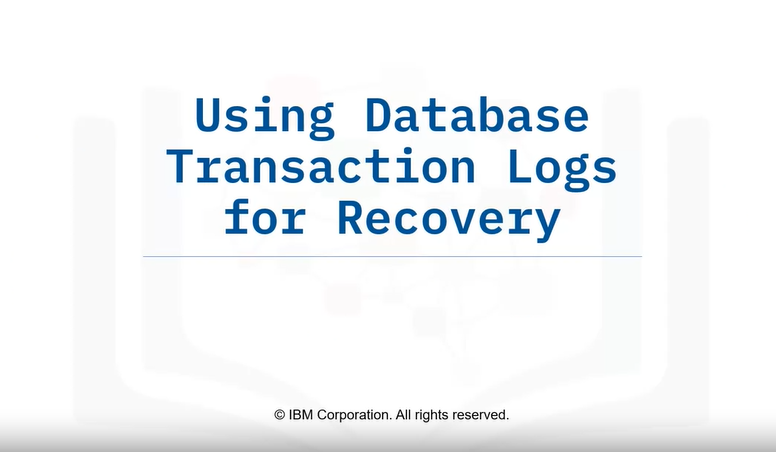 Using Database
Transaction Logs
for Recovery
© IBM Corporation. All rights reserved.